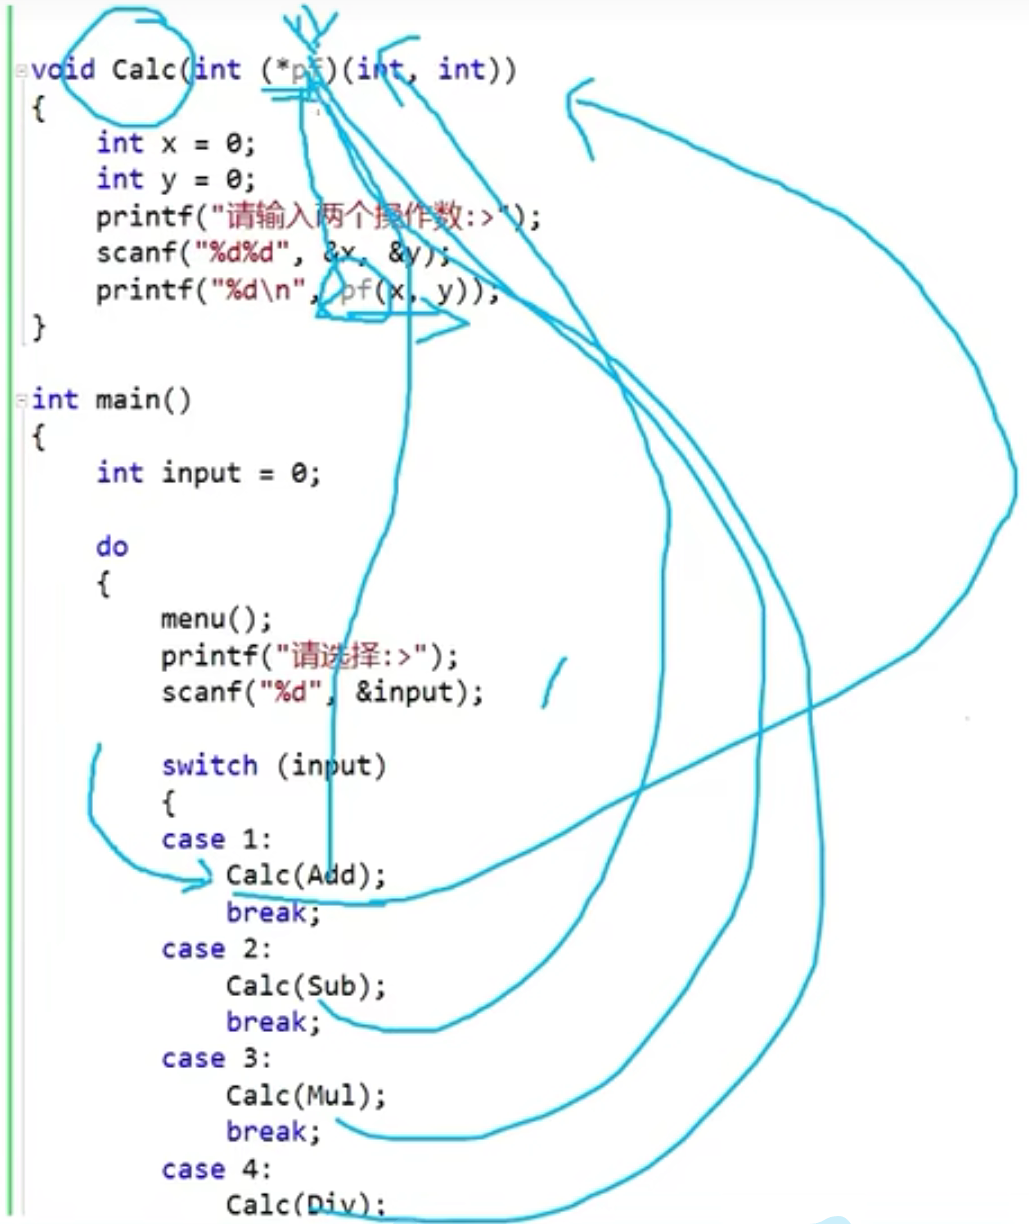 void Calc(int (*pf)(int, int))
{
int x = 0;
int y = 0;
printf("请输入两个操作数:>");
scanf("%d%d", &x, &y);
printf("%d\n", pf(x, y));
}
int main()
{
int input = 0;
do
{
menu();
printf("请选择:>");
scanf("%d", &input);
switch (input)
{
case 1:
Calc(Add);
break;
case 2:
Calc(Sub);
break;
case 3:
Calc(Mul);
break;
case 4:
Calc(Div);